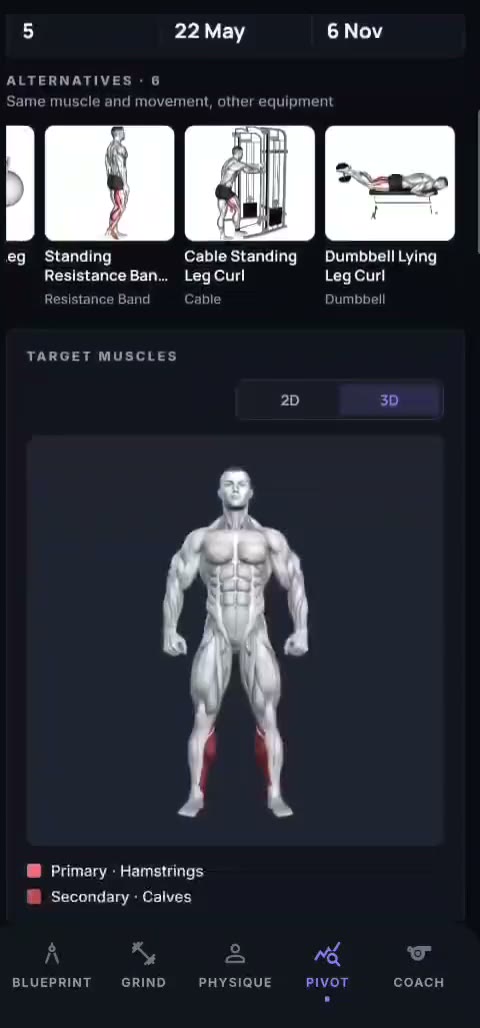 5
22 May
6 Nov
ALTERNATIVES · 6
Same muscle and movement, other equipment
Leg
Standing
Resistance Ban...
Resistance Band
Cable Standing
Leg Curl
Cable
Dumbbell Lying
Leg Curl
Dumbbell
TARGET MUSCLES
2D
3D
Primary · Hamstrings
Secondary · Calves
BLUEPRINT
GRIND
PHYSIQUE
PIVOT
COACH